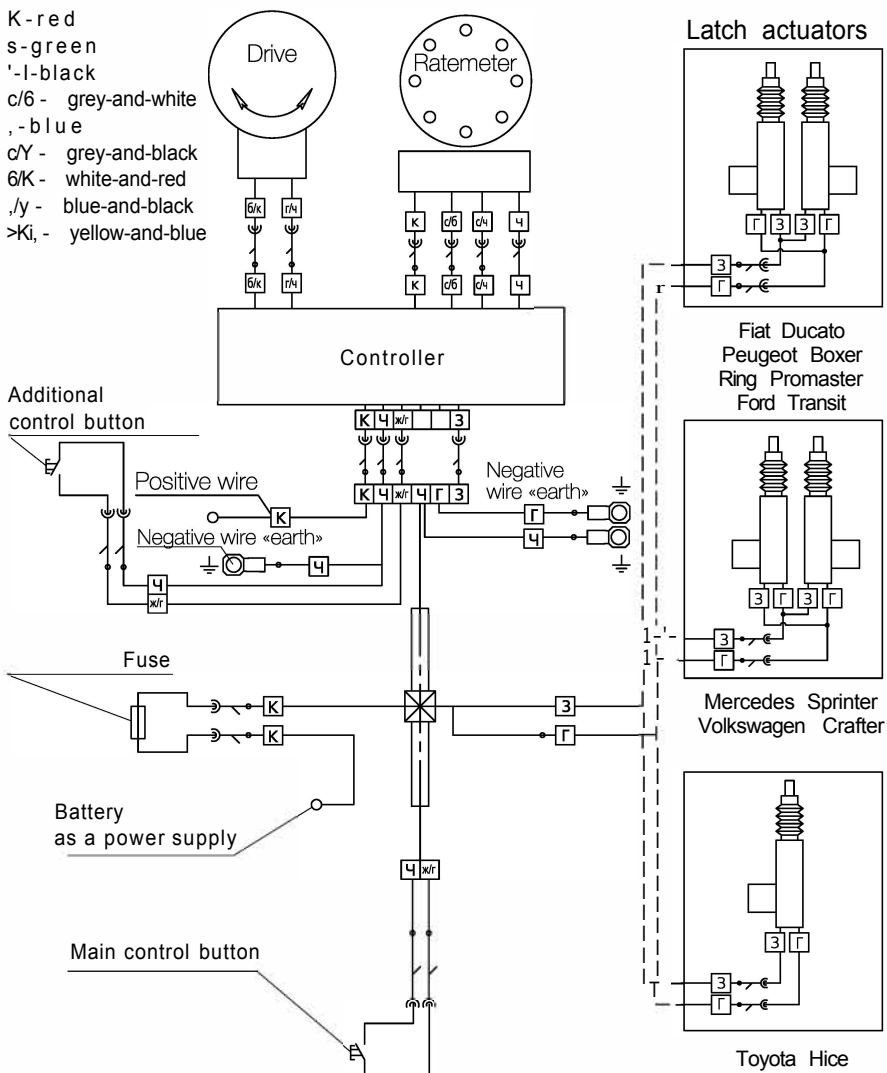 K-red
s-green
'-I-black
c/6 - grey-and-white
,-blue
c/Y - grey-and-black
6/K - white-and-red
,/y - blue-and-black
>Ki, - yellow-and-blue
Drive
Ratemeter
б/к г/ч
К с/б с/ч Ч
б/к г/ч
К с/б с/ч Ч
Controller
К Ч ж/г З
Additional
control button
Positive wire
К
К Ч ж/г Ч Г З
Negative
wire «earth»
Г
Ч
Negative wire «earth»
Ч
Ч
ж/г
Fuse
К
К
З
Г
Battery
as a power supply
Ч ж/г
Main control button
Latch actuators
Г З З Г
З
r Г
Fiat Ducato
Peugeot Boxer
Ring Promaster
Ford Transit
З Г З Г
1-'- З
1- Г
Mercedes Sprinter
Volkswagen Crafter
З Г
З
Г
Toyota Hice